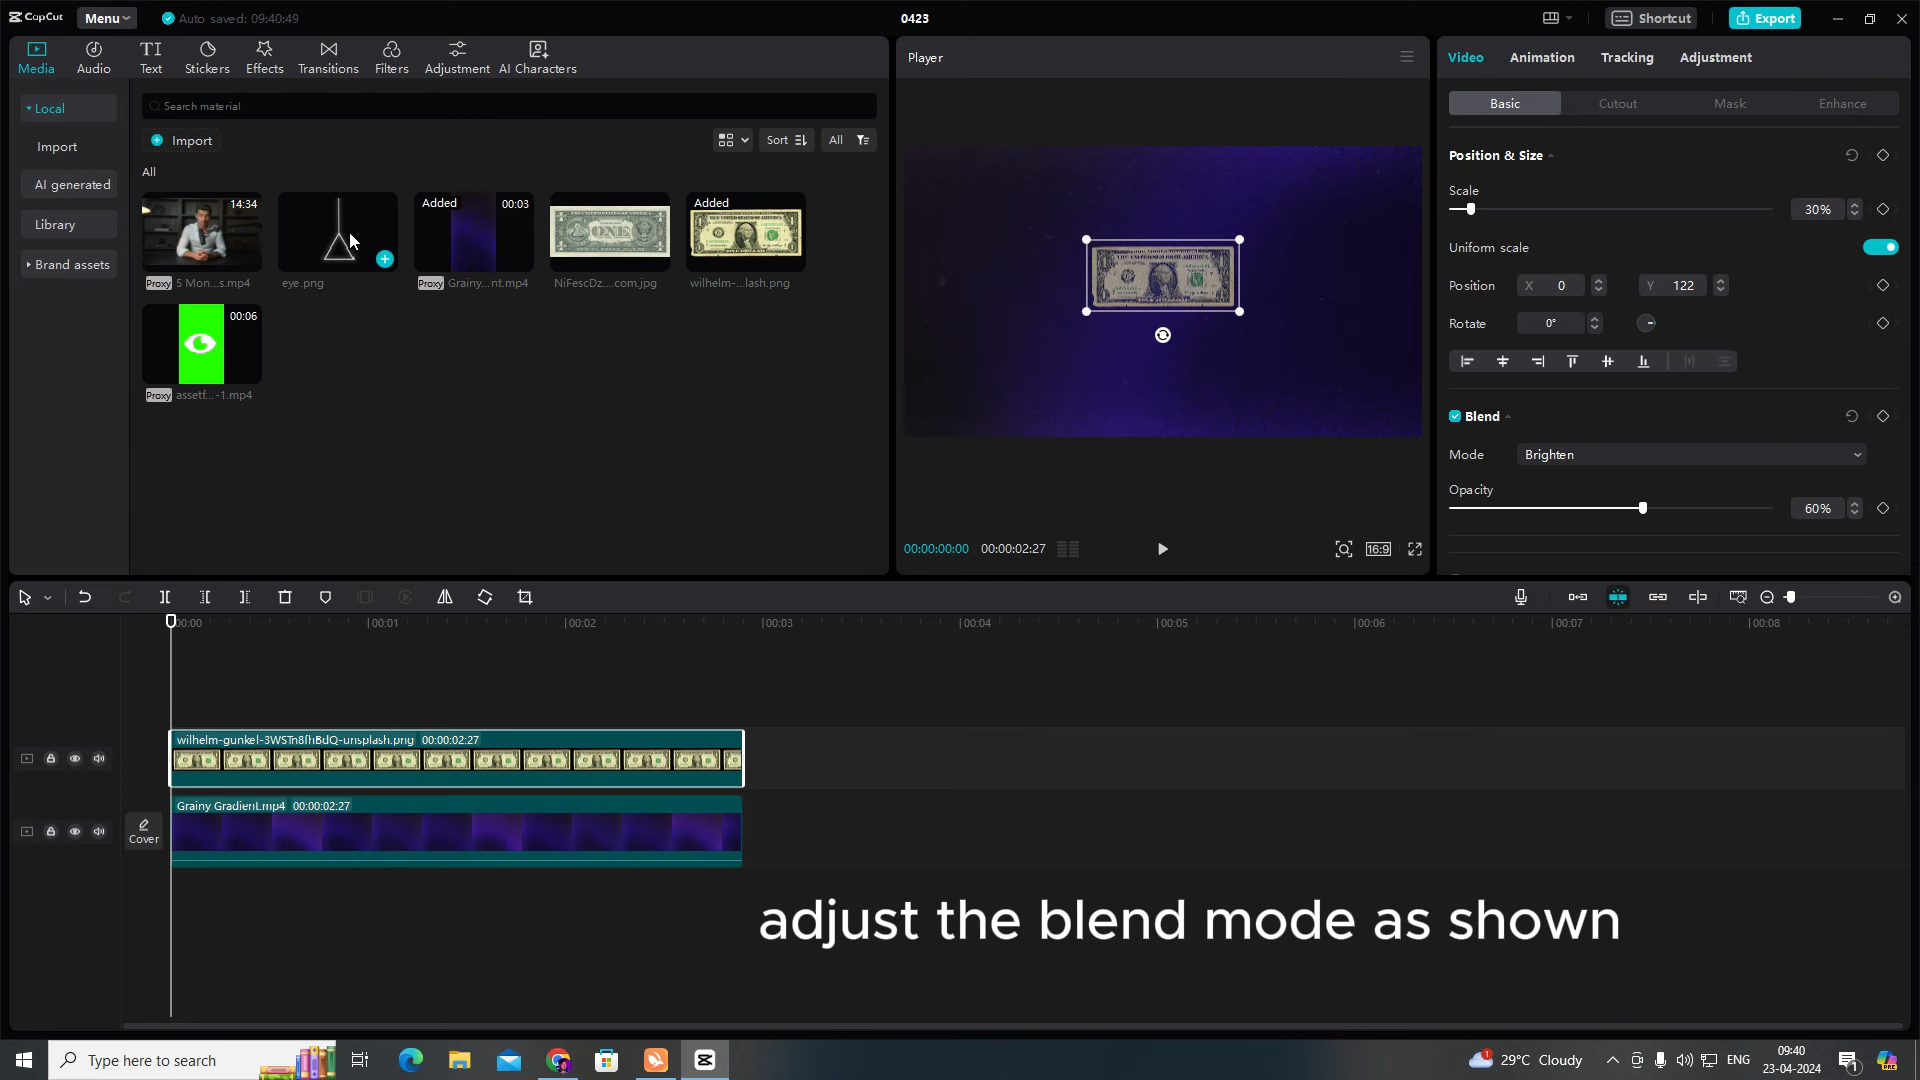 CapCut
Menu
Auto saved: 09:40:49
0423
Shortcut
Export
Media
Audio
Text
Stickers
Effects
Transitions
Filters
Adjustment
AI Characters
Local
Import
AI generated
Library
Brand assets
Search material
Import
Sort
All
All
14:34
Added
00:03
Added
Proxy 5 Mon...s.mp4
eye.png
Proxy Grainy...nt.mp4
NiFescDz....com.jpg
wilhelm-...lash.png
00:06
Proxy assetf...-1.mp4
Player
00:00:00:00
00:00:02:27
16:9
Video
Animation
Tracking
Adjustment
Basic
Cutout
Mask
Enhance
Position & Size
Scale
30%
Uniform scale
Position
X 0
Y 122
Rotate
0°
Blend
Mode
Brighten
Opacity
60%
00:00
00:01
00:02
00:03
00:04
00:05
00:06
00:07
00:08
wilhelm-gunkel-3WSTn8fhBdQ-unsplash.png 00:00:02:27
Grainy Gradient.mp4 00:00:02:27
Cover
adjust the blend mode as shown
Type here to search
29°C Cloudy
ENG
09:40
23-04-2024